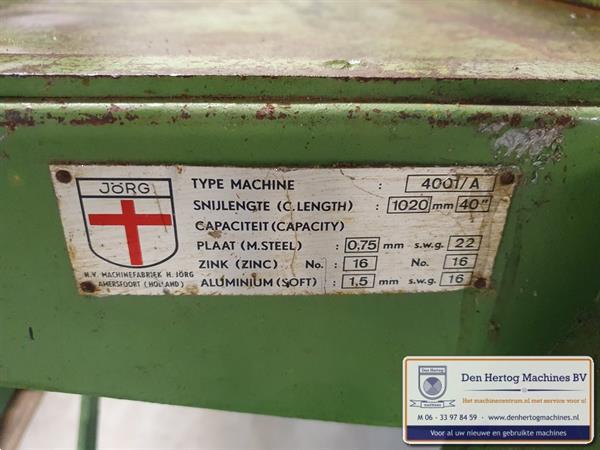 JÖRG
N.V. MACHINEFABRIEK H. JÖRG
AMERSFOORT (HOLLAND)
TYPE MACHINE : 4001/A
SNIJLENGTE (C.LENGTH) : 1020 mm 40"
CAPACITEIT (CAPACITY)
PLAAT (M.STEEL) : 0,75 mm s.w.g. 22
ZINK (ZINC) No. : 16 No. 16
ALUMINIUM (SOFT) : 1,5 mm s.w.g. 16
Den Hertog Machines BV
Het machinecentrum.nl met service voor u!
M 06 - 33 97 84 59 - www.denhertogmachines.nl
Voor al uw nieuwe en gebruikte machines